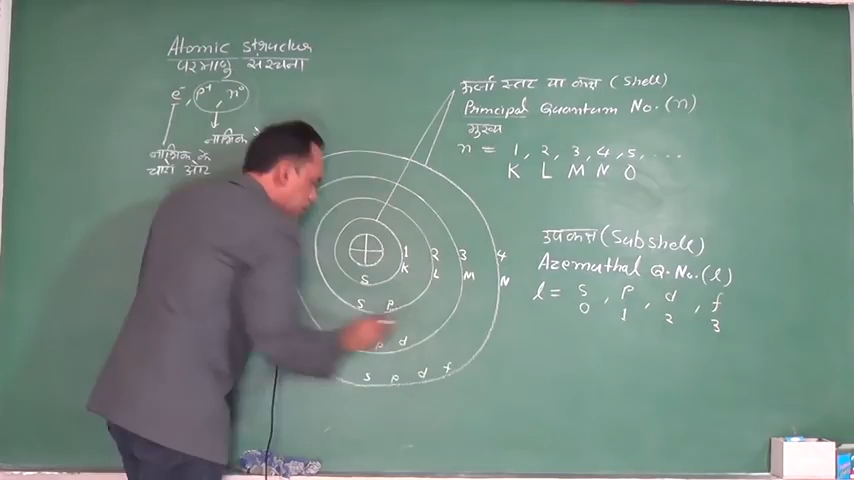 Atomic structur
परमाणु संरचना
e⁻, p⁺, n⁰
नाभिक के
नाभिक के
चारों ओर
ऊर्जा स्तर या कक्ष (Shell)
Principal Quantum No. (n)
मुख्य
n = 1, 2, 3, 4, 5, ...
K L M N O
उपकक्ष (Subshell)
Azemuthal Q. No. (l)
l = s, p, d, f
0 1 2 3
1 2 3 4
K L M N
s
s p
p d
s p d f